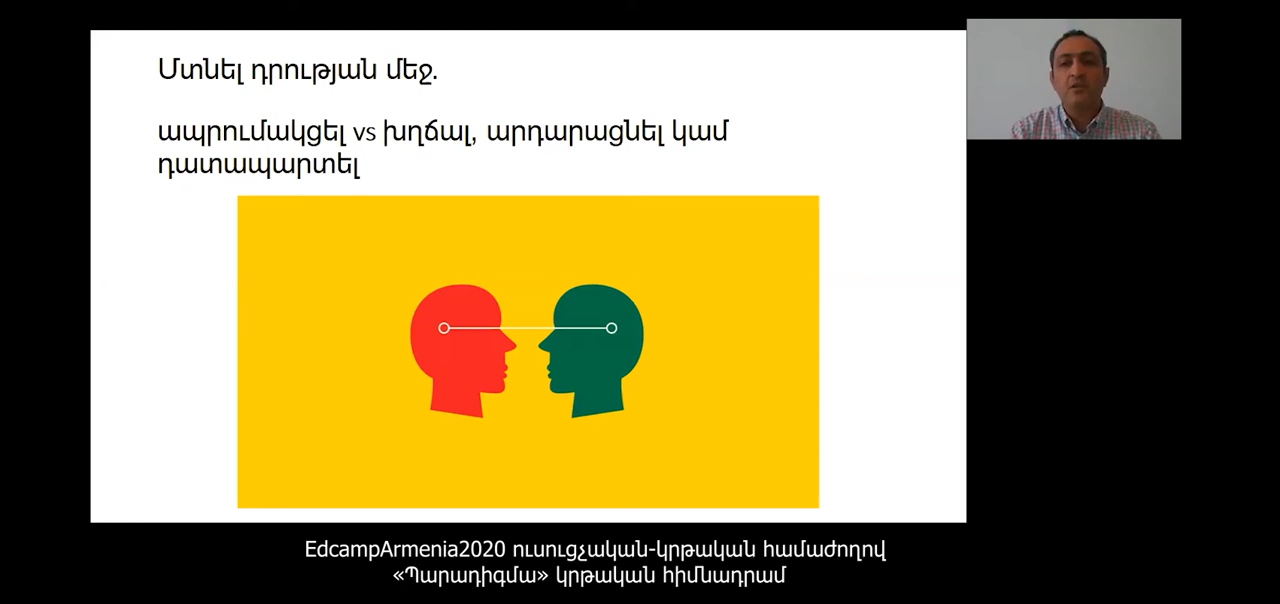 Մտնել դրության մեջ.
ապրումակցել vs խղճալ, արդարացնել կամ
դատապարտել
EdcampArmenia2020 ուսուցչական-կրթական համաժողով
«Պարադիգմա» կրթական հիմնադրամ